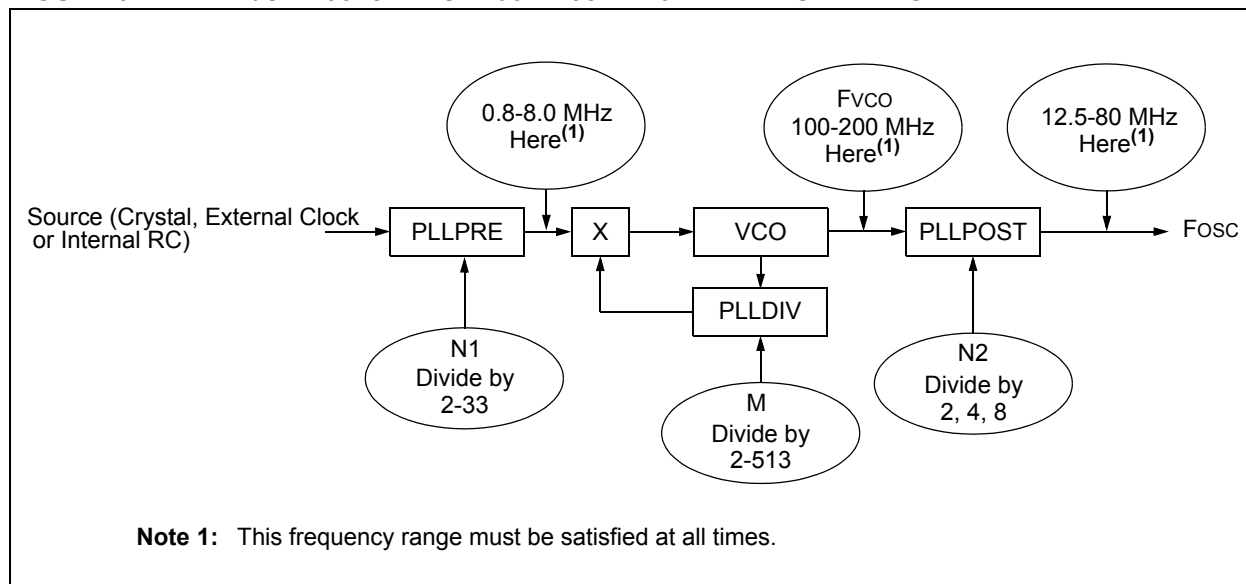 0.8-8.0 MHz
Here(1)
FVCO
100-200 MHz
Here(1)
12.5-80 MHz
Here(1)
Source (Crystal, External Clock
or Internal RC)
PLLPRE
X
VCO
PLLPOST
FOSC
PLLDIV
N1
Divide by
2-33
M
Divide by
2-513
N2
Divide by
2, 4, 8
Note 1: This frequency range must be satisfied at all times.